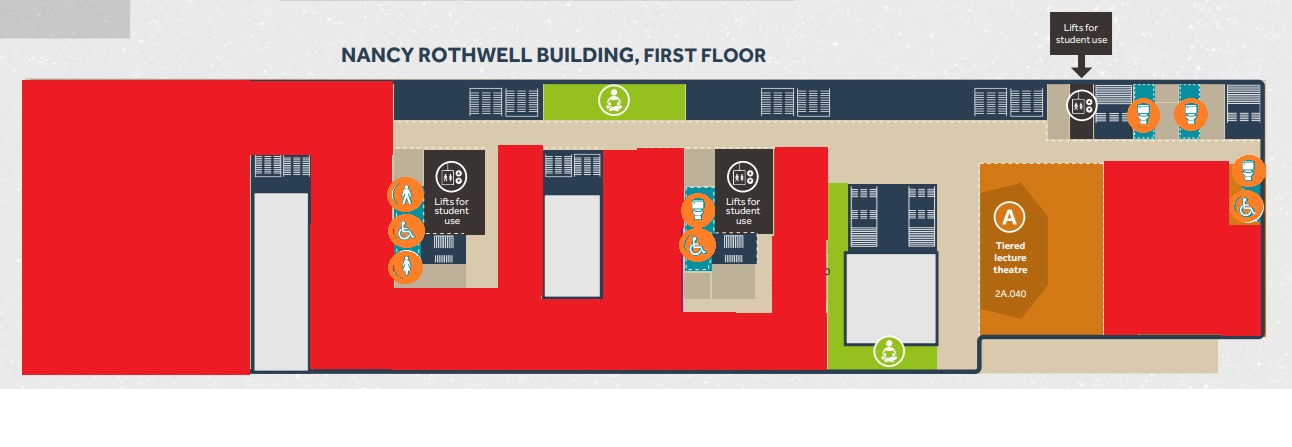 Lifts for
student use
NANCY ROTHWELL BUILDING, FIRST FLOOR
Lifts for
student
use
Lifts for
student
use
A
Tiered
lecture
theatre
2A.040